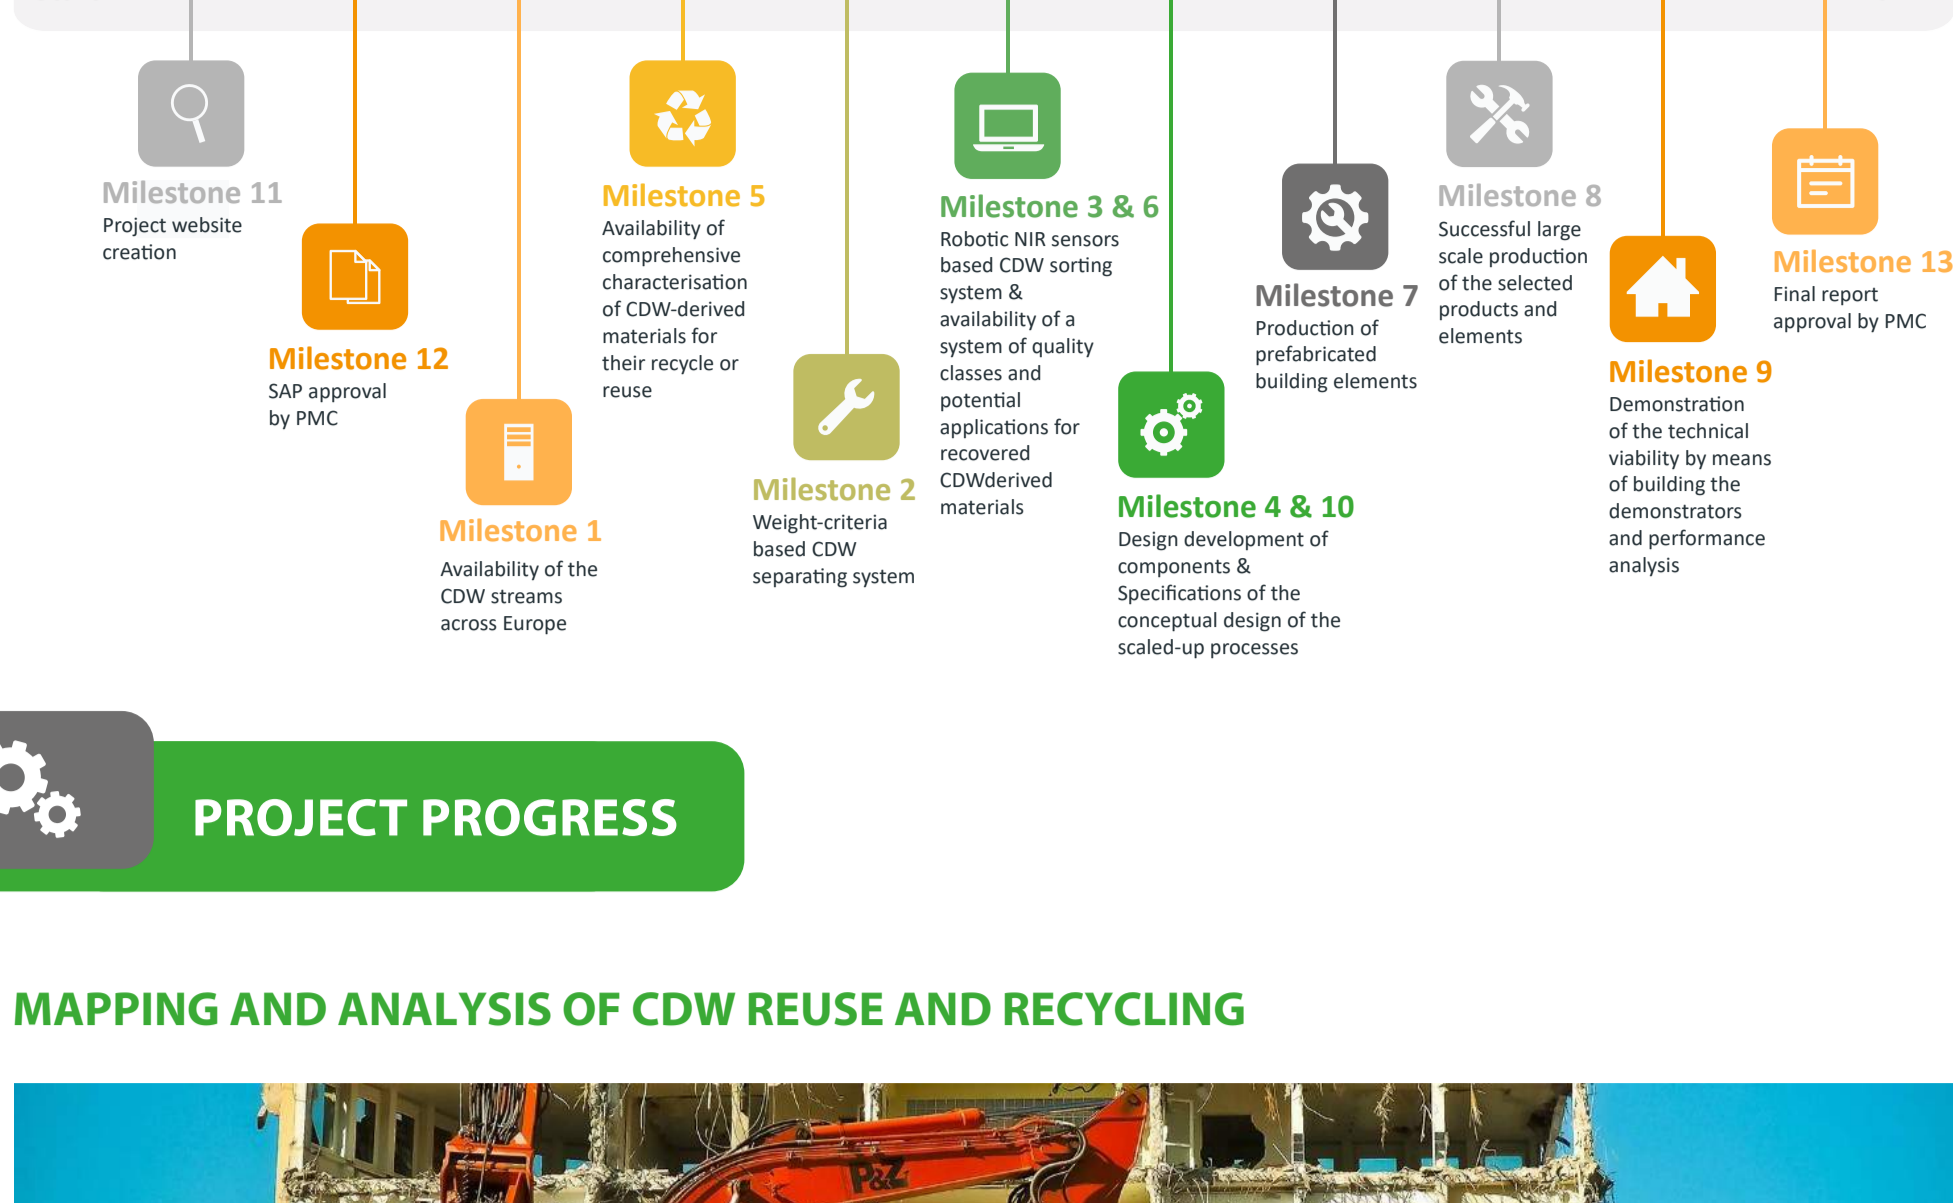 Milestone 11
Project website
creation
Milestone 12
SAP approval
by PMC
Milestone 1
Availability of the
CDW streams
across Europe
Milestone 5
Availability of
comprehensive
characterisation
of CDW-derived
materials for
their recycle or
reuse
Milestone 2
Weight-criteria
based CDW
separating system
Milestone 3 & 6
Robotic NIR sensors
based CDW sorting
system &
availability of a
system of quality
classes and
potential
applications for
recovered
CDWderived
materials
Milestone 4 & 10
Design development of
components &
Specifications of the
conceptual design of the
scaled-up processes
Milestone 7
Production of
prefabricated
building elements
Milestone 8
Successful large
scale production
of the selected
products and
elements
Milestone 9
Demonstration
of the technical
viability by means
of building the
demonstrators
and performance
analysis
Milestone 13
Final report
approval by PMC
PROJECT PROGRESS
MAPPING AND ANALYSIS OF CDW REUSE AND RECYCLING
P&Z